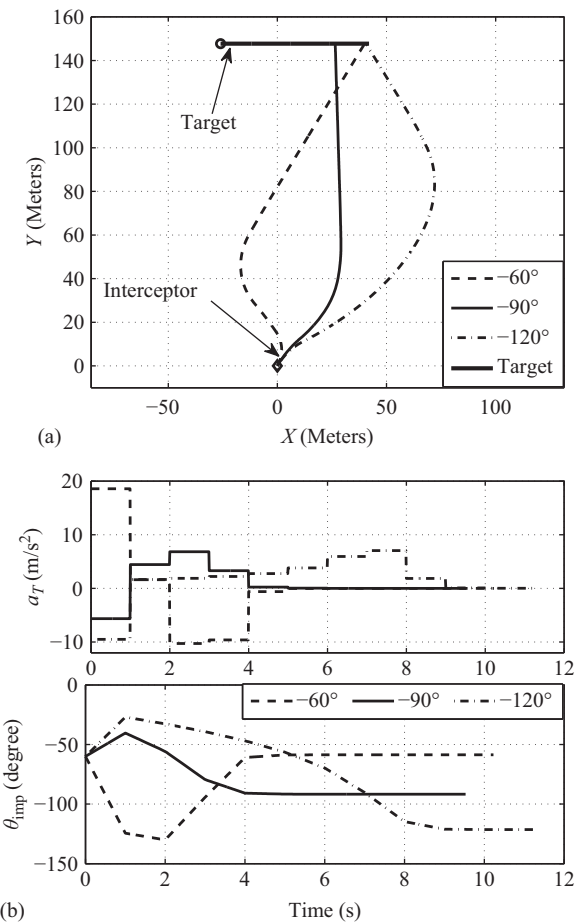 160
140
120
100
80
60
40
20
0
Y (Meters)
Target
Interceptor
−60°
−90°
−120°
Target
−50 0 50 100
(a)
X (Meters)
20
10
0
−10
a_T (m/s²)
0 2 4 6 8 10 12
0
−50
−100
−150
θ_imp (degree)
−60° −90° −120°
0 2 4 6 8 10 12
(b)
Time (s)